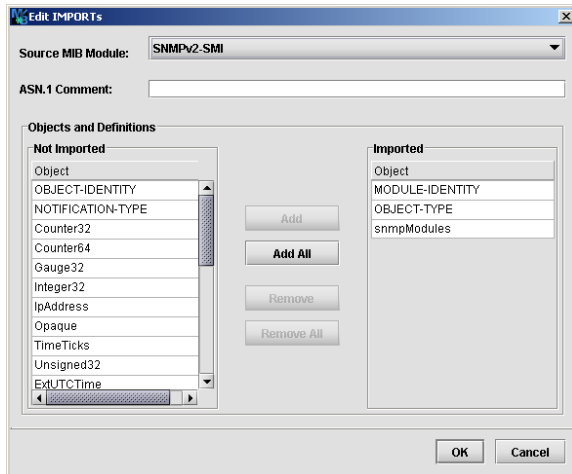 Edit IMPORTs
Source MIB Module: SNMPv2-SMI
ASN.1 Comment:
Objects and Definitions
Not Imported
Object
OBJECT-IDENTITY
NOTIFICATION-TYPE
Counter32
Counter64
Gauge32
Integer32
IpAddress
Opaque
TimeTicks
Unsigned32
ExtUTCTime
Add
Add All
Remove
Remove All
Imported
Object
MODULE-IDENTITY
OBJECT-TYPE
snmpModules
OK Cancel